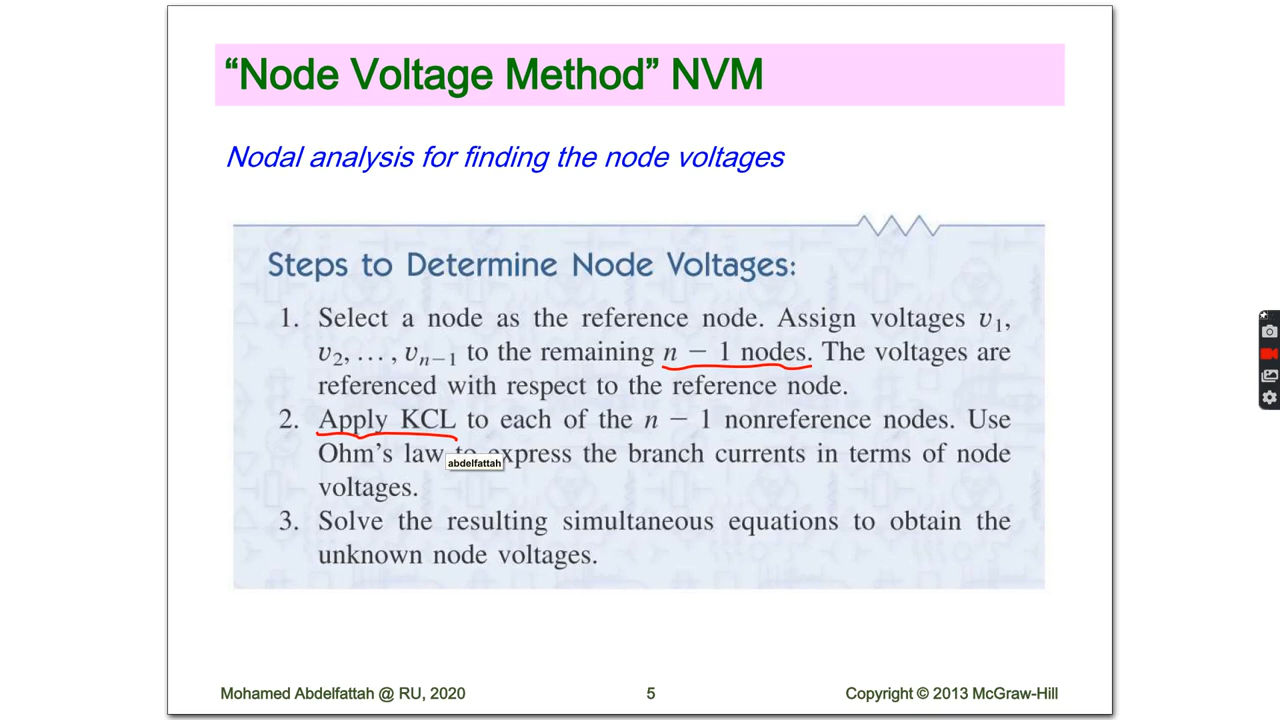 “Node Voltage Method” NVM
Nodal analysis for finding the node voltages
Steps to Determine Node Voltages:
1. Select a node as the reference node. Assign voltages v₁,
v₂, . . . , vₙ₋₁ to the remaining n − 1 nodes. The voltages are
referenced with respect to the reference node.
2. Apply KCL to each of the n − 1 nonreference nodes. Use
Ohm’s law to express the branch currents in terms of node
abdelfattah
voltages.
3. Solve the resulting simultaneous equations to obtain the
unknown node voltages.
Mohamed Abdelfattah @ RU, 2020 5 Copyright © 2013 McGraw-Hill